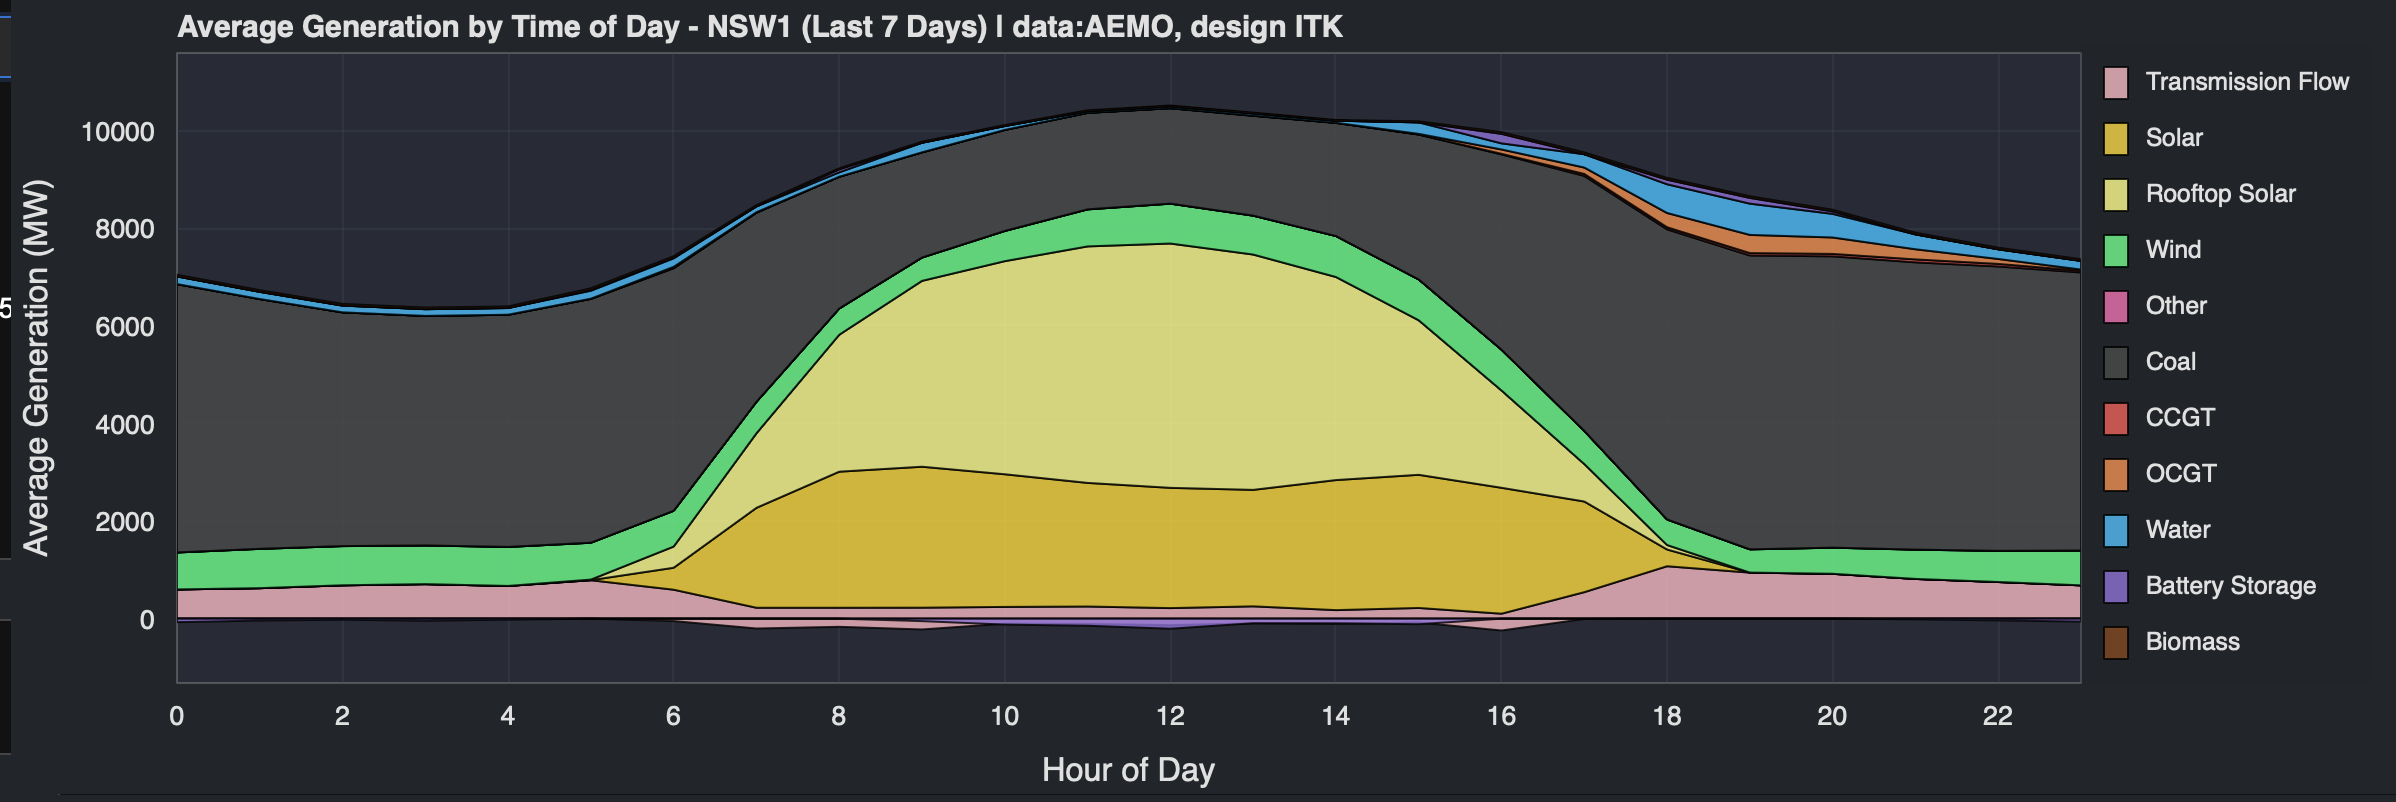 Average Generation by Time of Day - NSW1 (Last 7 Days) | data:AEMO, design ITK
Average Generation (MW)
10000
8000
6000
4000
2000
0
5
0 2 4 6 8 10 12 14 16 18 20 22
Hour of Day
Transmission Flow
Solar
Rooftop Solar
Wind
Other
Coal
CCGT
OCGT
Water
Battery Storage
Biomass